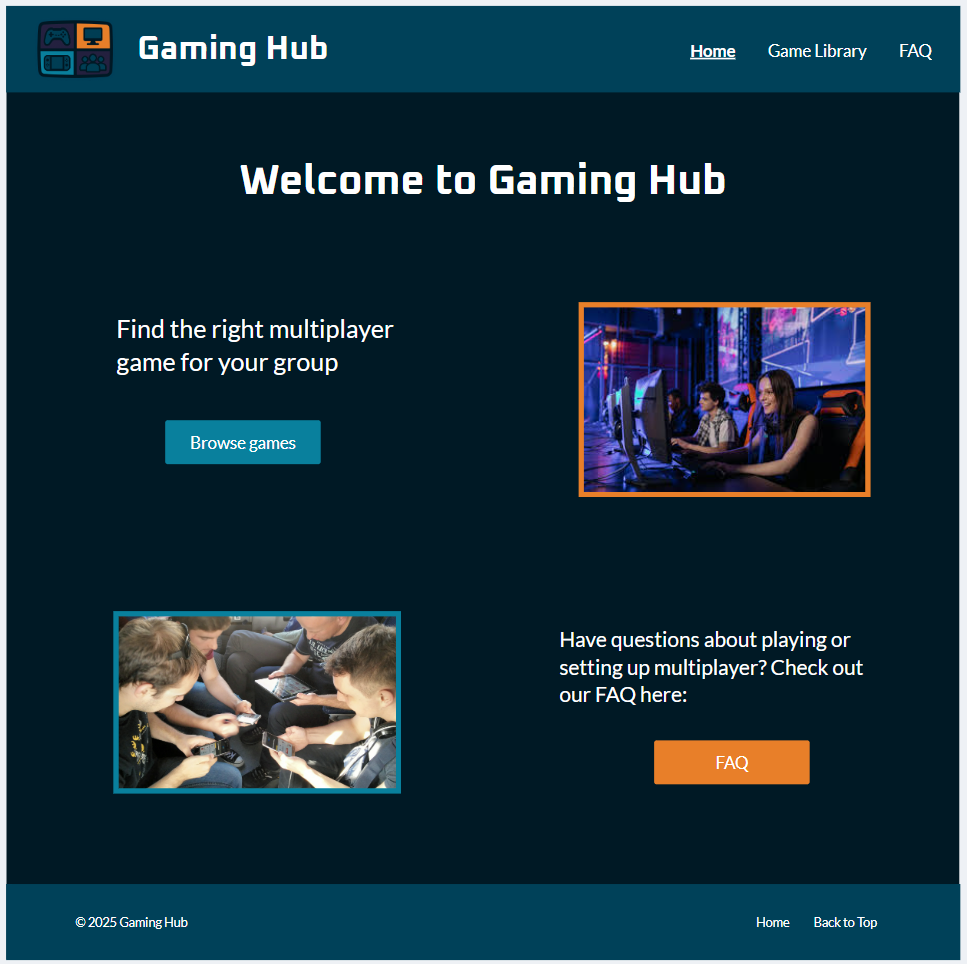 Gaming Hub
Home Game Library FAQ
Welcome to Gaming Hub
Find the right multiplayer
game for your group
Browse games
Have questions about playing or
setting up multiplayer? Check out
our FAQ here:
FAQ
© 2025 Gaming Hub
Home Back to Top